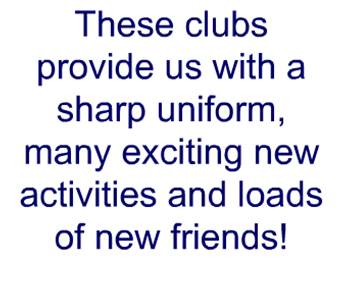 These clubs
provide us with a
sharp uniform,
many exciting new
activities and loads
of new friends!